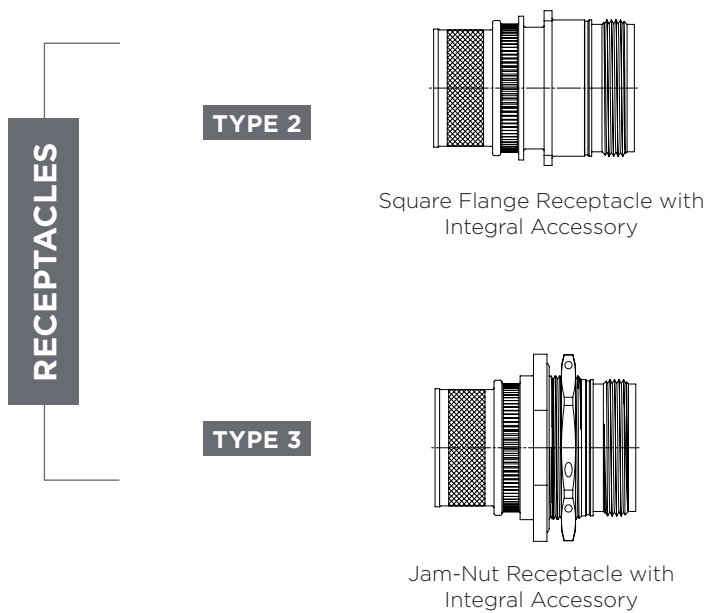 RECEPTACLES
TYPE 2
Square Flange Receptacle with
Integral Accessory
TYPE 3
Jam-Nut Receptacle with
Integral Accessory